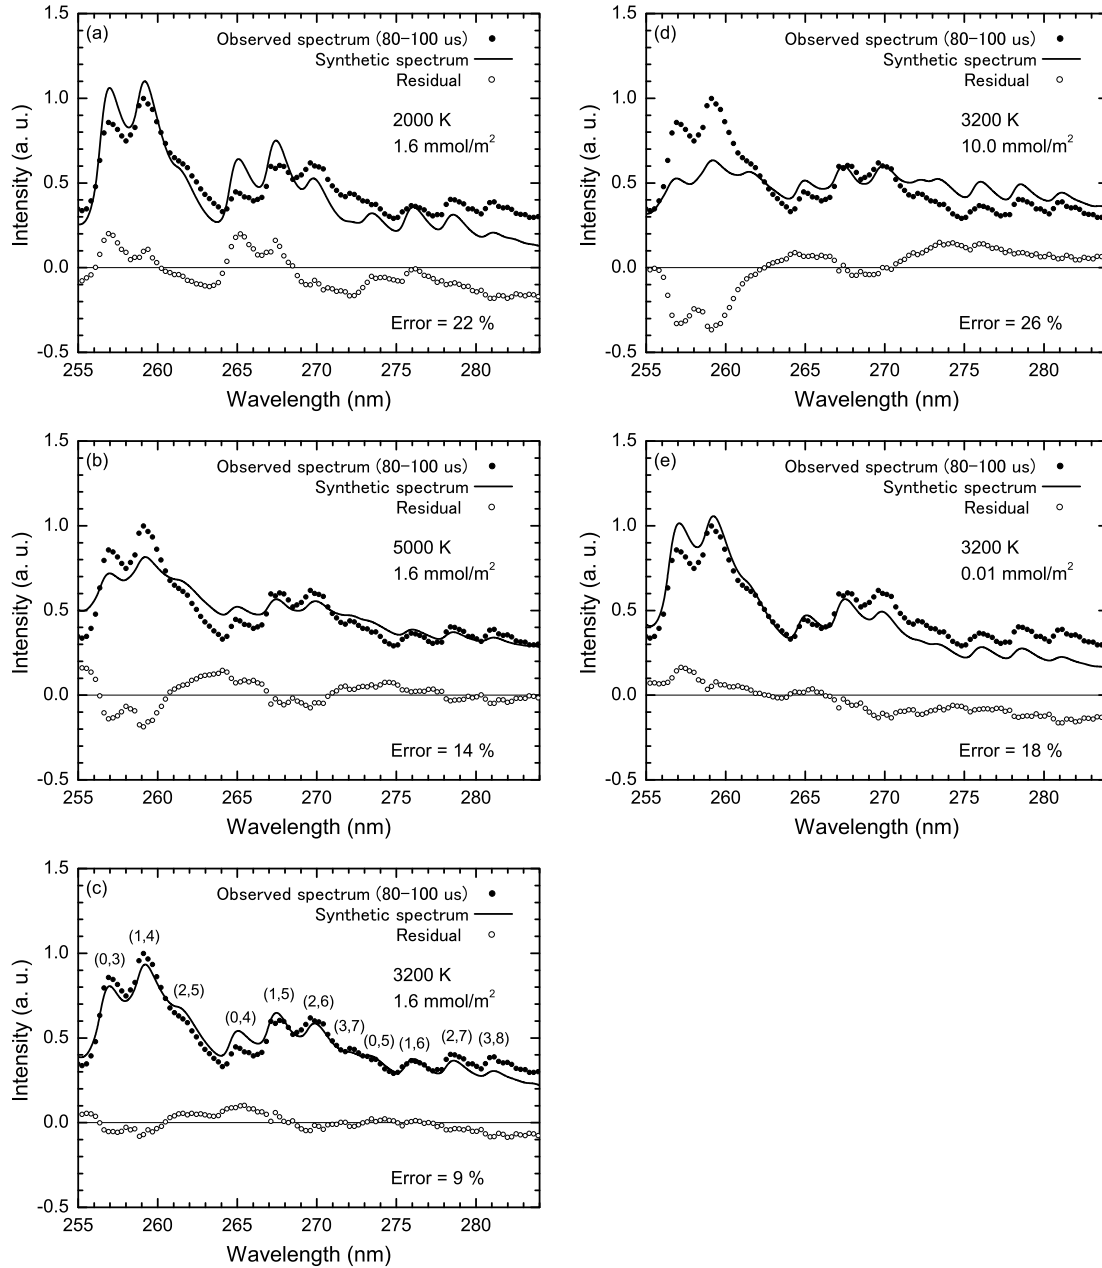 (a)
Observed spectrum (80-100 us)
Synthetic spectrum
Residual
2000 K
1.6 mmol/m²
Error = 22 %
Intensity (a. u.)
1.5
1.0
0.5
0.0
-0.5
255 260 265 270 275 280
Wavelength (nm)
(d)
Observed spectrum (80-100 us)
Synthetic spectrum
Residual
3200 K
10.0 mmol/m²
Error = 26 %
Intensity (a. u.)
1.5
1.0
0.5
0.0
-0.5
255 260 265 270 275 280
Wavelength (nm)
(b)
Observed spectrum (80-100 us)
Synthetic spectrum
Residual
5000 K
1.6 mmol/m²
Error = 14 %
Intensity (a. u.)
1.5
1.0
0.5
0.0
-0.5
255 260 265 270 275 280
Wavelength (nm)
(e)
Observed spectrum (80-100 us)
Synthetic spectrum
Residual
3200 K
0.01 mmol/m²
Error = 18 %
Intensity (a. u.)
1.5
1.0
0.5
0.0
-0.5
255 260 265 270 275 280
Wavelength (nm)
(c)
Observed spectrum (80-100 us)
Synthetic spectrum
Residual
3200 K
1.6 mmol/m²
(0,3) (1,4) (2,5) (0,4) (1,5) (2,6) (3,7) (0,5) (1,6) (2,7) (3,8)
Error = 9 %
Intensity (a. u.)
1.5
1.0
0.5
0.0
-0.5
255 260 265 270 275 280
Wavelength (nm)